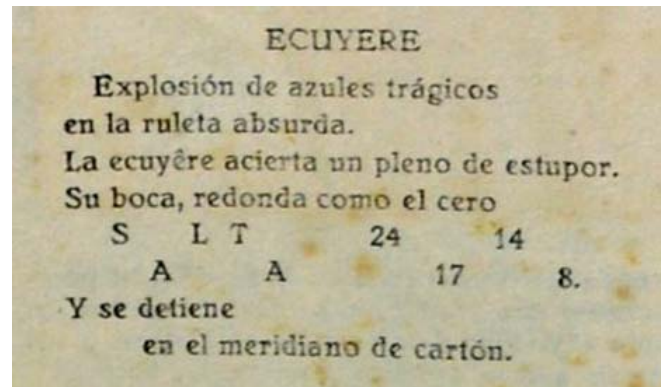 ECUYERE
Explosión de azules trágicos
en la ruleta absurda.
La ecuyêre acierta un pleno de estupor.
Su boca, redonda como el cero
S L T 24 14
A A 17 8.
Y se detiene
en el meridiano de cartón.